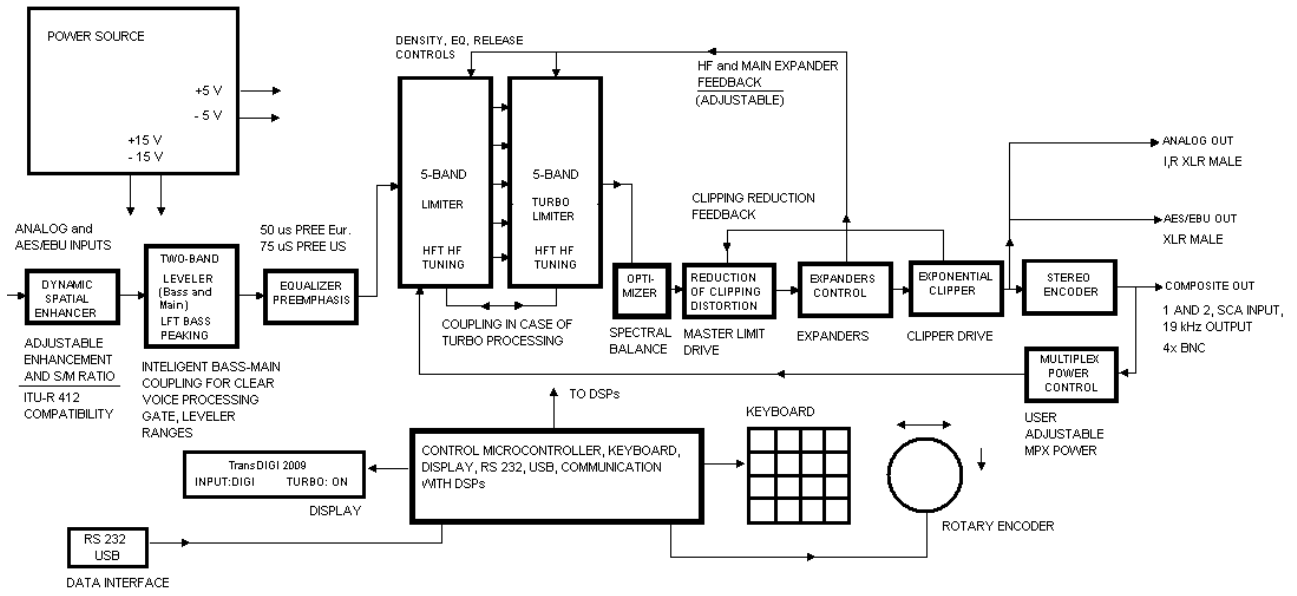 POWER SOURCE
+5 V
- 5 V
+15 V
- 15 V
DENSITY, EQ, RELEASE
CONTROLS
HF and MAIN EXPANDER
FEEDBACK
(ADJUSTABLE)
ANALOG OUT
I,R XLR MALE
AES/EBU OUT
XLR MALE
CLIPPING REDUCTION
FEEDBACK
ANALOG and
AES/EBU INPUTS
50 us PREE Eur.
75 uS PREE US
DYNAMIC
SPATIAL
ENHANCER
TWO-BAND
LEVELER
(Bass and
Main)
LFT BASS
PEAKING
EQUALIZER
PREEMPHASIS
5-BAND
LIMITER
HFT HF
TUNING
5-BAND
TURBO
LIMITER
HFT HF
TUNING
OPTI-
MIZER
REDUCTION
OF CLIPPING
DISTORTION
EXPANDERS
CONTROL
EXPONENTIAL
CLIPPER
STEREO
ENCODER
COMPOSITE OUT
1 AND 2, SCA INPUT,
19 kHz OUTPUT
4x BNC
ADJUSTABLE
ENHANCEMENT
AND S/M RATIO
ITU-R 412
COMPATIBILITY
INTELIGENT BASS-MAIN
COUPLING FOR CLEAR
VOICE PROCESSING
GATE, LEVELER
RANGES
COUPLING IN CASE OF
TURBO PROCESSING
SPECTRAL
BALANCE
MASTER LIMIT
DRIVE
EXPANDERS
CLIPPER DRIVE
MULTIPLEX
POWER
CONTROL
USER
ADJUSTABLE
MPX POWER
TO DSPs
KEYBOARD
CONTROL MICROCONTROLLER, KEYBOARD,
DISPLAY, RS 232, USB, COMMUNICATION
WITH DSPs
TransDIGI 2009
INPUT:DIGI TURBO: ON
DISPLAY
ROTARY ENCODER
RS 232
USB
DATA INTERFACE